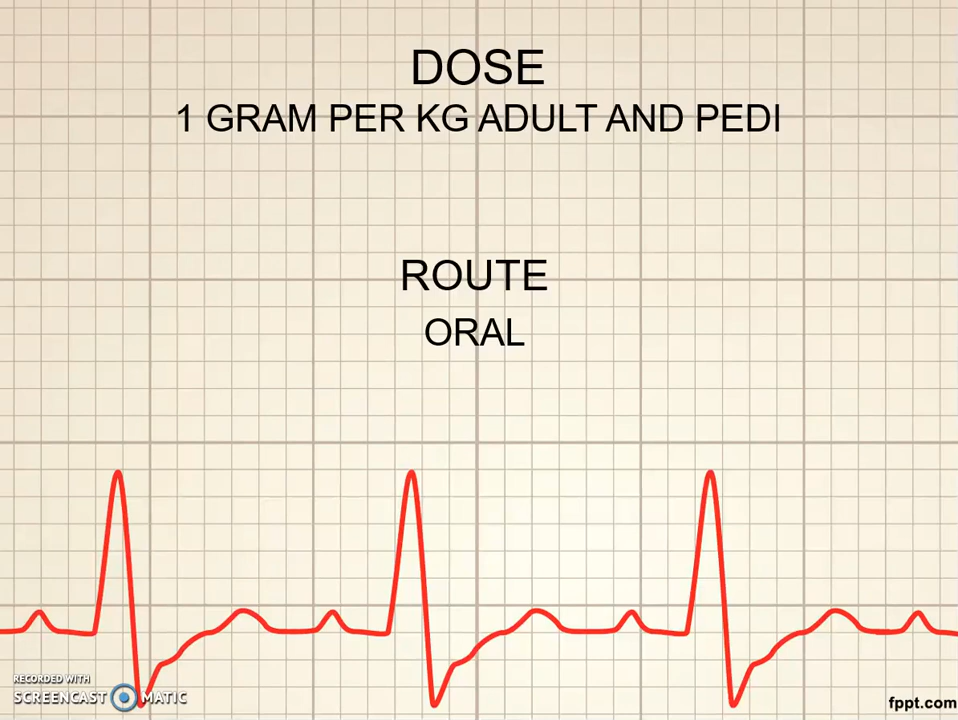 DOSE
1 GRAM PER KG ADULT AND PEDI
ROUTE
ORAL
RECORDED WITH
SCREENCAST MATIC
fppt.com